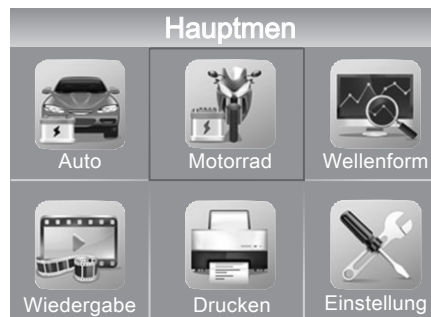 Hauptmen
Auto Motorrad Wellenform
Wiedergabe Drucken Einstellung